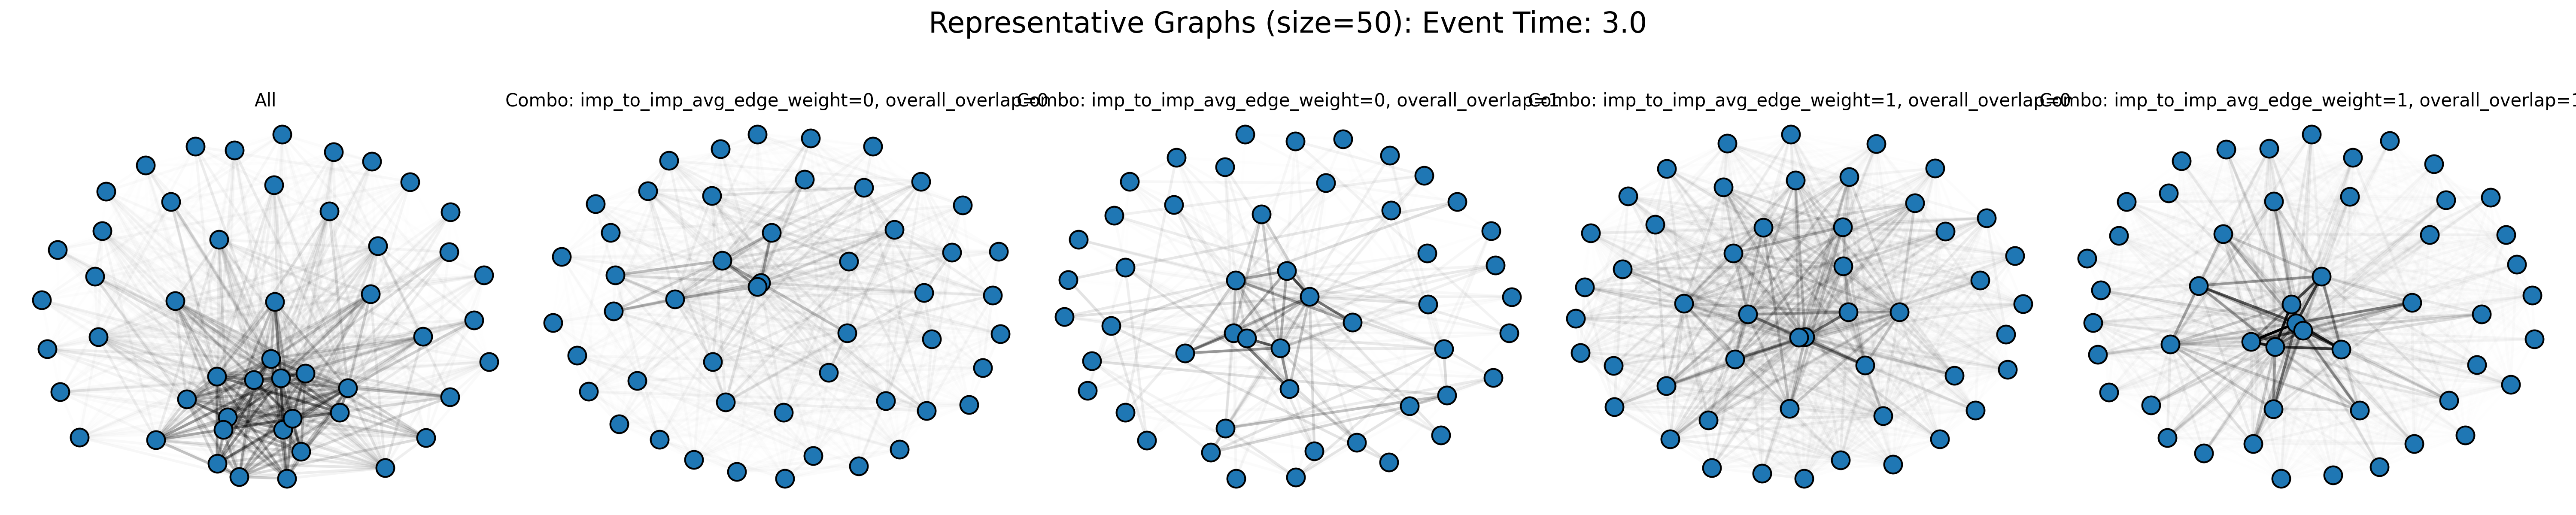 Representative Graphs (size=50): Event Time: 3.0
All
Combo: imp_to_imp_avg_edge_weight=0, overall_overlap=0
Combo: imp_to_imp_avg_edge_weight=0, overall_overlap=1
Combo: imp_to_imp_avg_edge_weight=1, overall_overlap=0
Combo: imp_to_imp_avg_edge_weight=1, overall_overlap=1